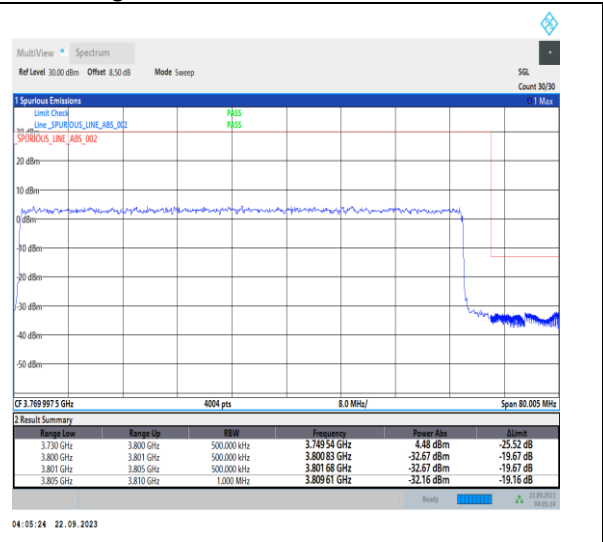 MultiView Spectrum
Ref Level 30.00 dBm Offset 8.50 dB Mode Sweep SGL
Count 30/30
1 Spurious Emissions 1 Max
Limit Check PASS
Line _SPURIOUS_LINE_ABS_002 PASS
30 dBm
_SPURIOUS_LINE_ABS_002
20 dBm
10 dBm
0 dBm
-10 dBm
-20 dBm
-30 dBm
-40 dBm
-50 dBm
CF 3.769 997 5 GHz 4004 pts 8.0 MHz/ Span 80.005 MHz
2 Result Summary
Range Low Range Up RBW Frequency Power Abs ΔLimit
3.730 GHz 3.800 GHz 500.000 kHz 3.749 54 GHz 4.48 dBm -25.52 dB
3.800 GHz 3.801 GHz 500.000 kHz 3.800 83 GHz -32.67 dBm -19.67 dB
3.801 GHz 3.805 GHz 500.000 kHz 3.801 68 GHz -32.67 dBm -19.67 dB
3.805 GHz 3.810 GHz 1.000 MHz 3.809 61 GHz -32.16 dBm -19.16 dB
Ready 22.09.2023
04:05:24
04:05:24 22.09.2023